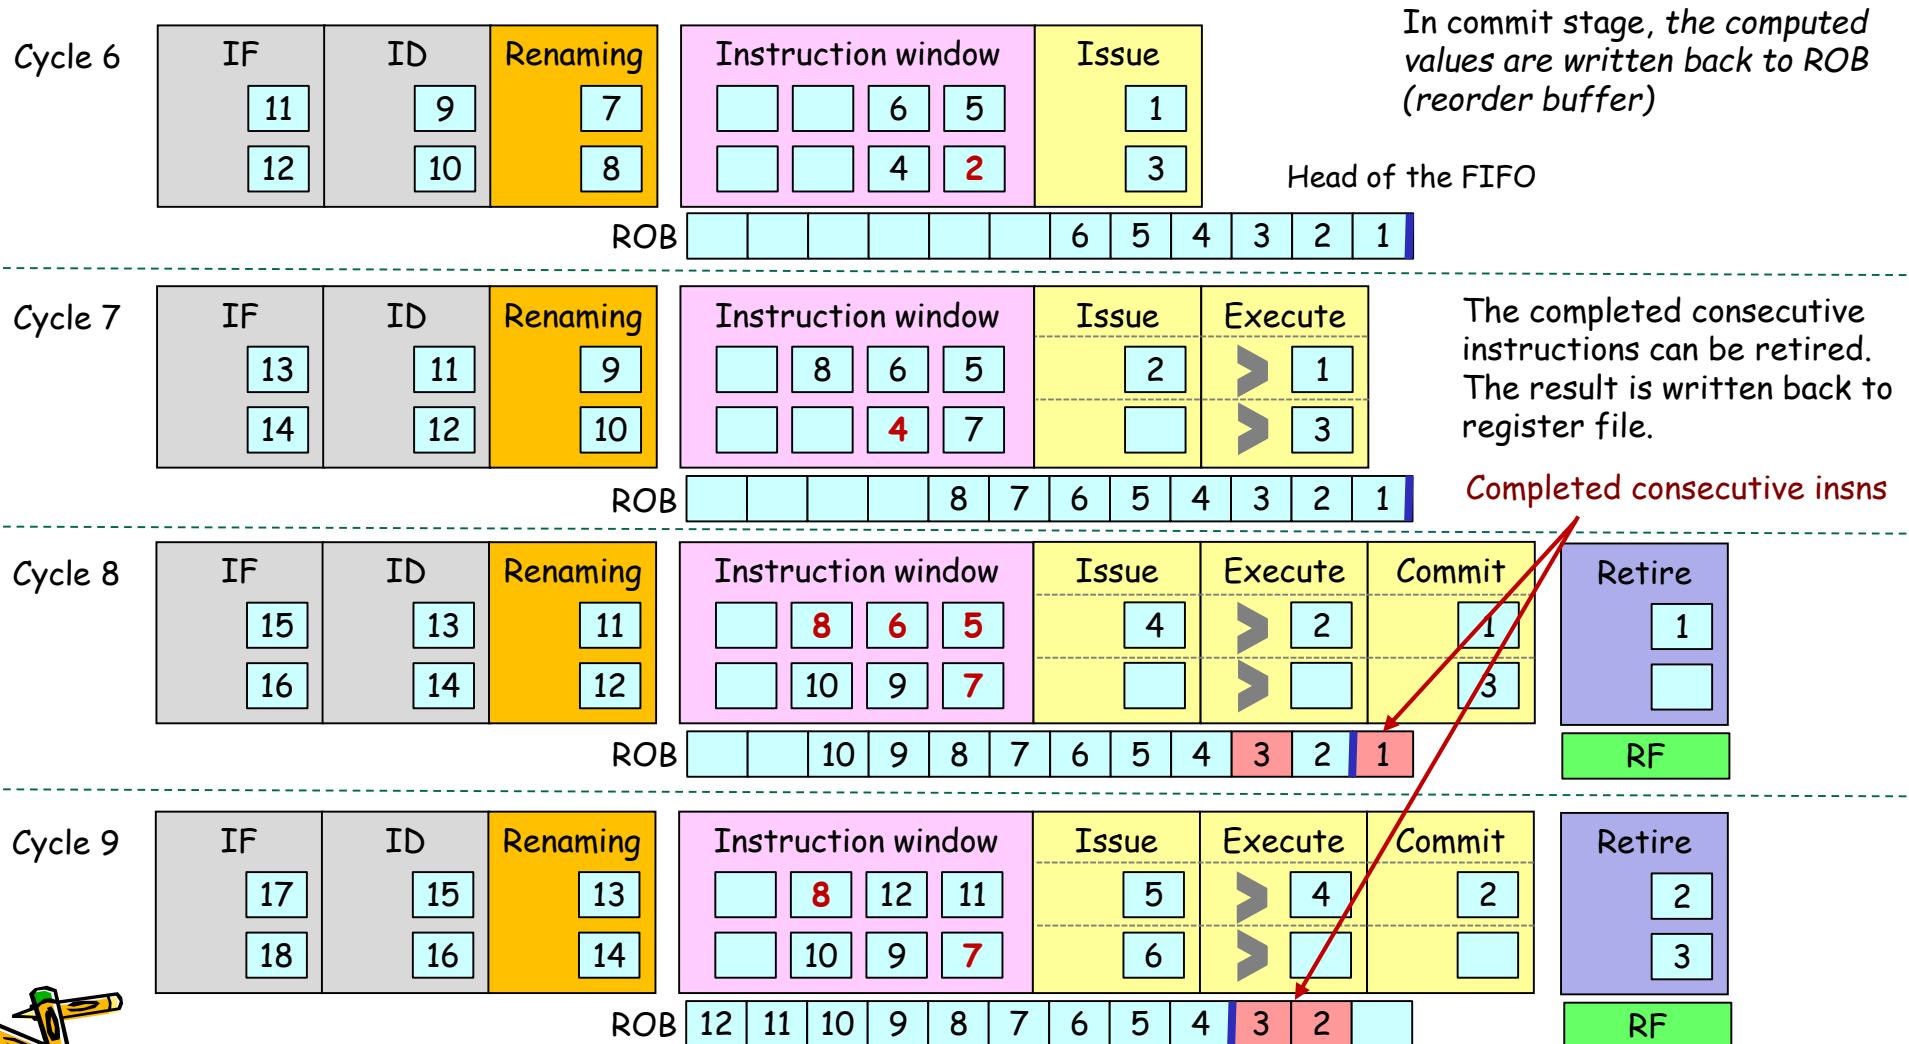 In commit stage, the computed
values are written back to ROB
(reorder buffer)
Cycle 6
IF ID Renaming Instruction window Issue
11 9 7 6 5 1
12 10 8 4 2 3
Head of the FIFO
ROB 6 5 4 3 2 1
Cycle 7
IF ID Renaming Instruction window Issue Execute
13 11 9 8 6 5 2 1
14 12 10 4 7 3
ROB 8 7 6 5 4 3 2 1
The completed consecutive
instructions can be retired.
The result is written back to
register file.
Completed consecutive insns
Cycle 8
IF ID Renaming Instruction window Issue Execute Commit Retire
15 13 11 8 6 5 4 2 1 1
16 14 12 10 9 7 3
ROB 10 9 8 7 6 5 4 3 2 1 RF
Cycle 9
IF ID Renaming Instruction window Issue Execute Commit Retire
17 15 13 8 12 11 5 4 2 2
18 16 14 10 9 7 6 3
ROB 12 11 10 9 8 7 6 5 4 3 2 RF